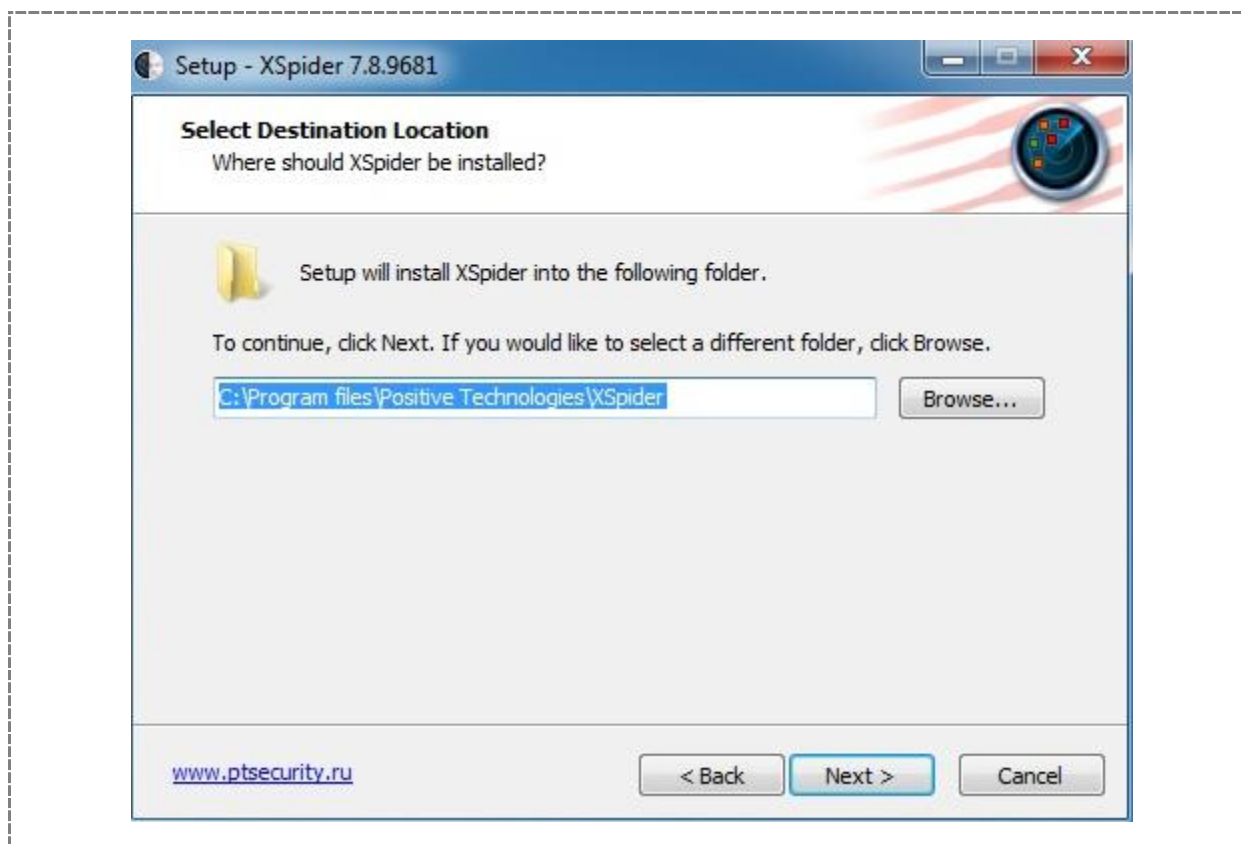 Setup - XSpider 7.8.9681
Select Destination Location
Where should XSpider be installed?
Setup will install XSpider into the following folder.
To continue, click Next. If you would like to select a different folder, click Browse.
C:\Program files\Positive Technologies\XSpider
Browse...
www.ptsecurity.ru
< Back
Next >
Cancel